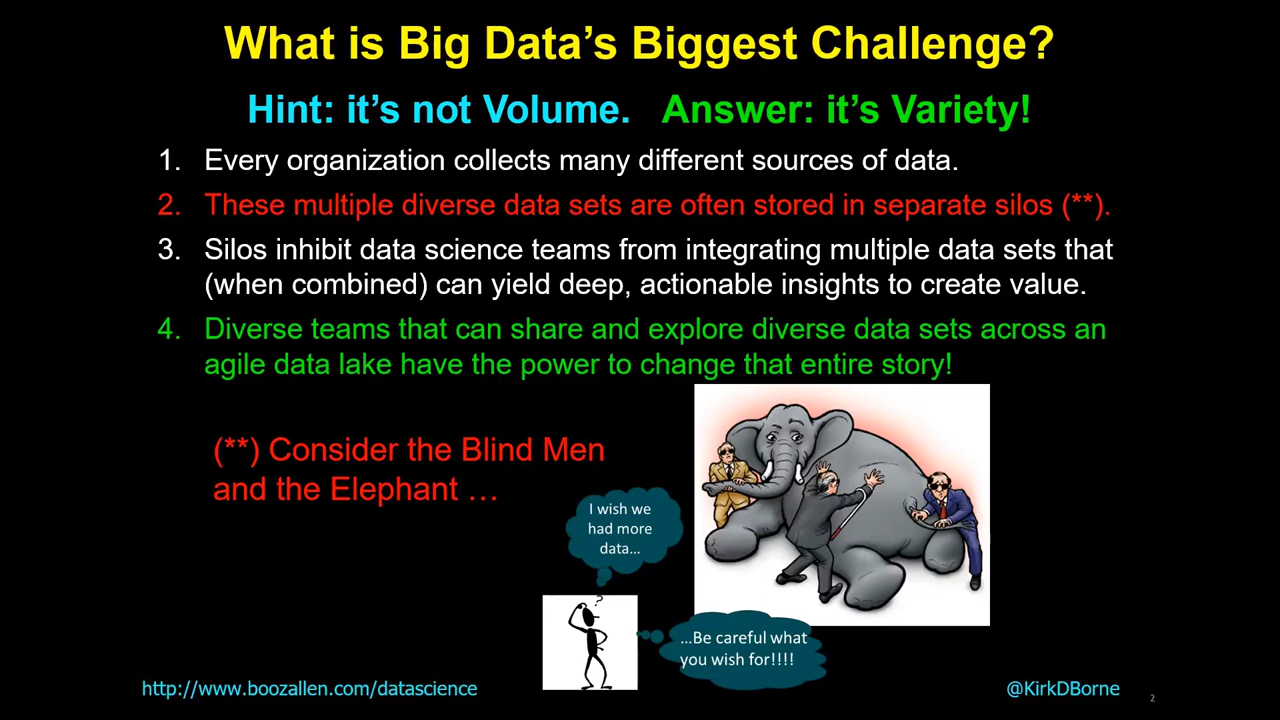 What is Big Data's Biggest Challenge?
Hint: it's not Volume. Answer: it's Variety!
1. Every organization collects many different sources of data.
2. These multiple diverse data sets are often stored in separate silos (**).
3. Silos inhibit data science teams from integrating multiple data sets that
(when combined) can yield deep, actionable insights to create value.
4. Diverse teams that can share and explore diverse data sets across an
agile data lake have the power to change that entire story!
(**) Consider the Blind Men
and the Elephant …
I wish we
had more
data...
?
...Be careful what
you wish for!!!!
http://www.boozallen.com/datascience
@KirkDBorne
2